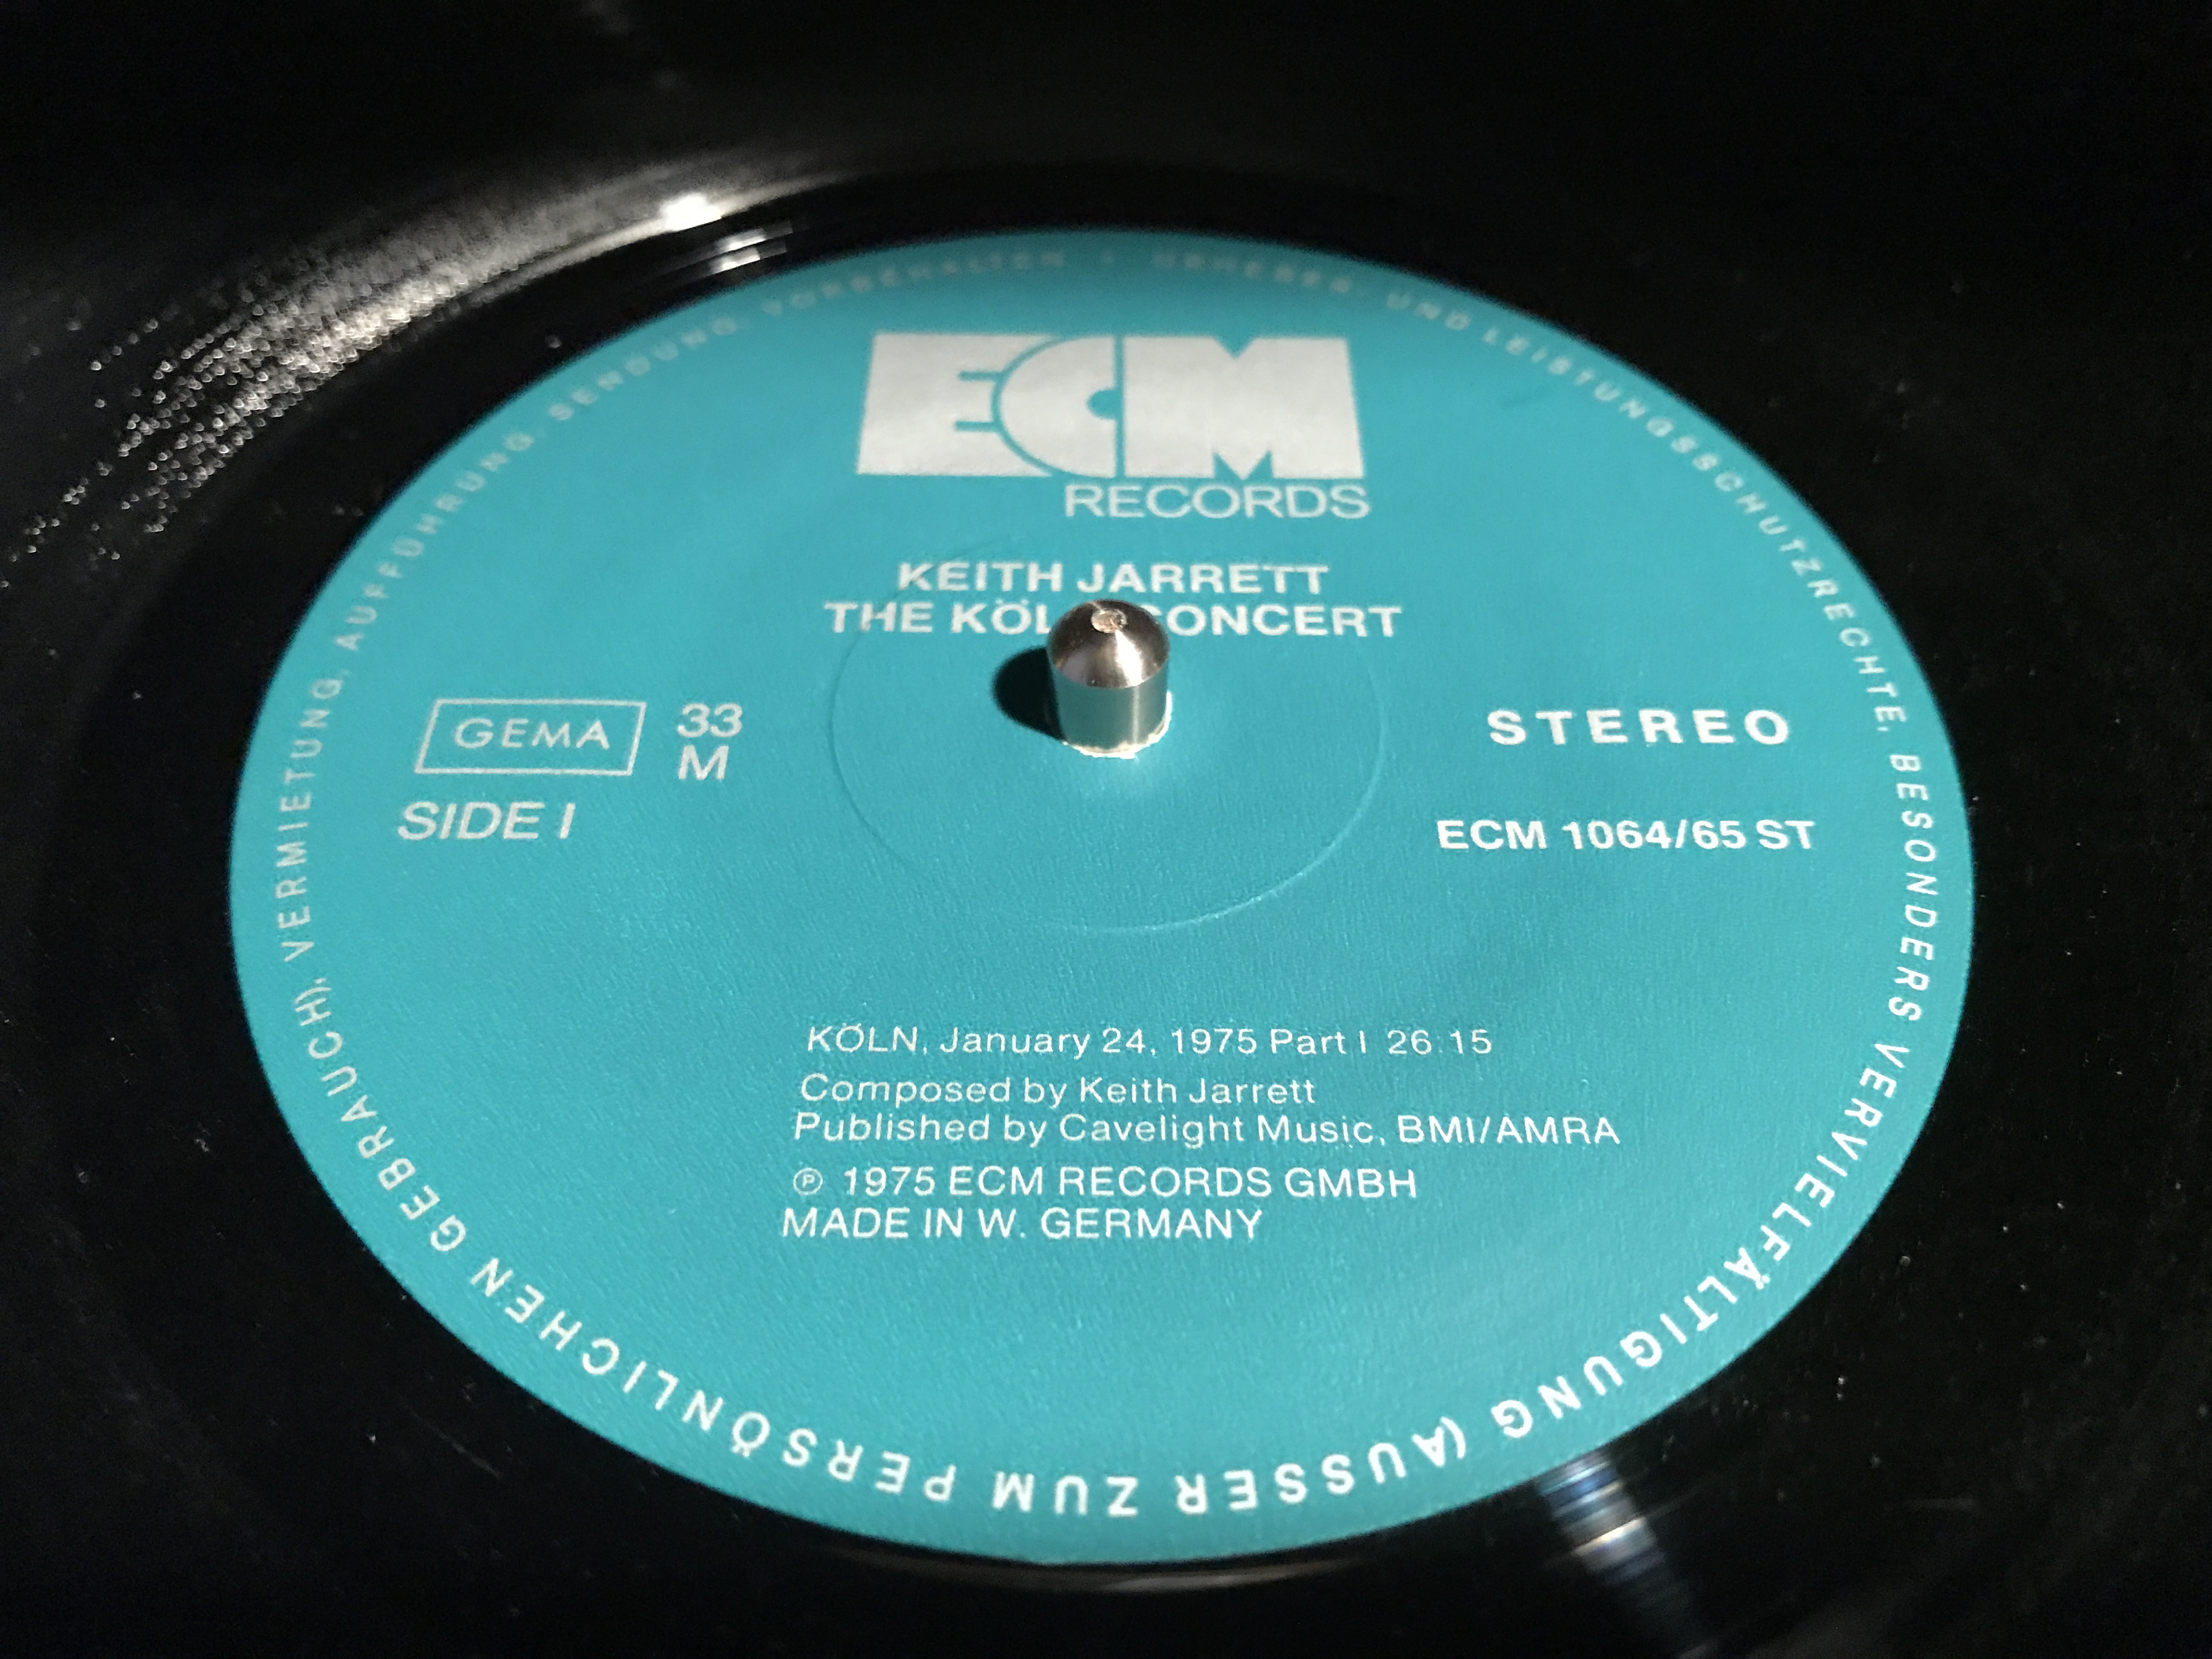 ECM
RECORDS
KEITH JARRETT
THE KÖLN CONCERT
GEMA
33
M
SIDE I
STEREO
ECM 1064/65 ST
KÖLN, January 24, 1975 Part I 26:15
Composed by Keith Jarrett
Published by Cavelight Music, BMI/AMRA
℗ 1975 ECM RECORDS GMBH
MADE IN W. GERMANY
URHEBER- UND LEISTUNGSSCHUTZRECHTE, BESONDERS VERVIELFÄLTIGUNG (AUSSER ZUM PERSÖNLICHEN GEBRAUCH), VERMIETUNG, AUFFÜHRUNG, SENDUNG, VORBEHALTEN •